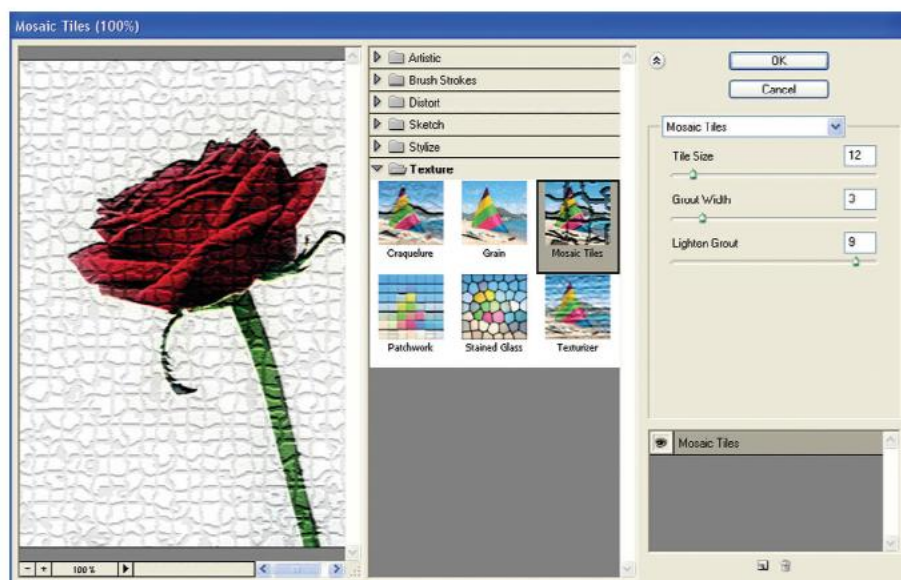 Mosaic Tiles (100%)
Artistic
Brush Strokes
Distort
Sketch
Stylize
Texture
Craquelure
Grain
Mosaic Tiles
Patchwork
Stained Glass
Texturizer
100%
OK
Cancel
Mosaic Tiles
Tile Size 12
Grout Width 3
Lighten Grout 9
Mosaic Tiles